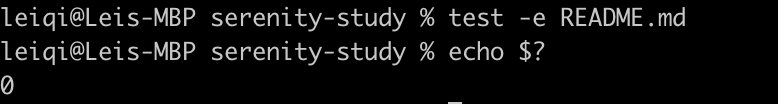 leiqi@Leis-MBP serenity-study % test -e README.md
leiqi@Leis-MBP serenity-study % echo $?
0